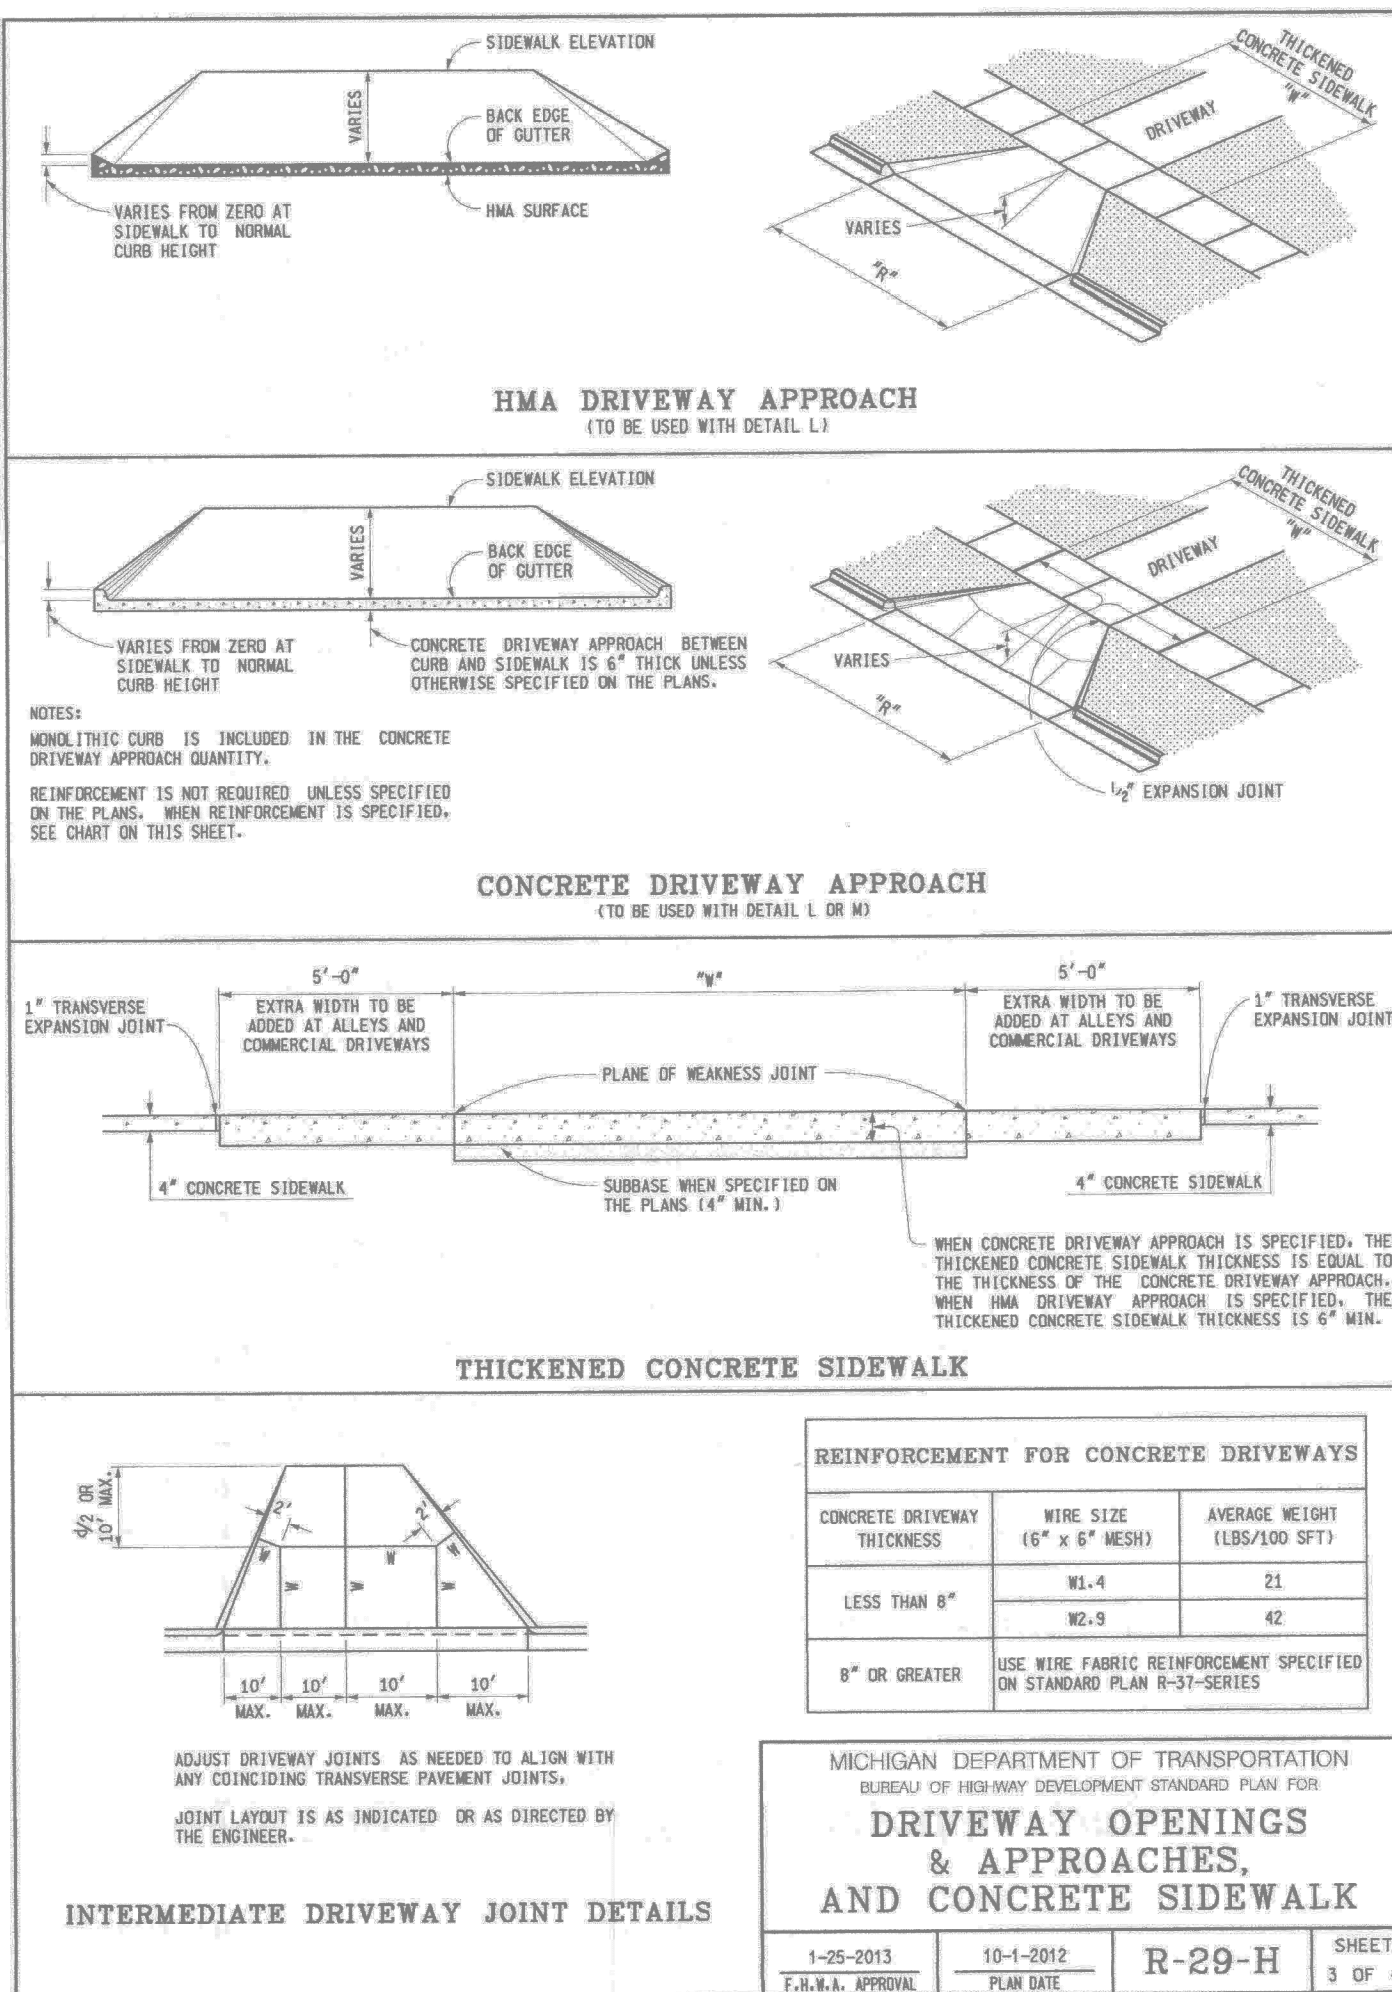 SIDEWALK ELEVATION
VARIES
BACK EDGE
OF GUTTER
HMA SURFACE
VARIES FROM ZERO AT
SIDEWALK TO NORMAL
CURB HEIGHT
THICKENED
CONCRETE SIDEWALK
"W"
DRIVEWAY
VARIES
"R"
HMA DRIVEWAY APPROACH
(TO BE USED WITH DETAIL L)
SIDEWALK ELEVATION
VARIES
BACK EDGE
OF GUTTER
VARIES FROM ZERO AT
SIDEWALK TO NORMAL
CURB HEIGHT
CONCRETE DRIVEWAY APPROACH BETWEEN
CURB AND SIDEWALK IS 6" THICK UNLESS
OTHERWISE SPECIFIED ON THE PLANS.
THICKENED
CONCRETE SIDEWALK
"W"
DRIVEWAY
VARIES
"R"
1/2" EXPANSION JOINT
NOTES:
MONOLITHIC CURB IS INCLUDED IN THE CONCRETE
DRIVEWAY APPROACH QUANTITY.
REINFORCEMENT IS NOT REQUIRED UNLESS SPECIFIED
ON THE PLANS. WHEN REINFORCEMENT IS SPECIFIED,
SEE CHART ON THIS SHEET.
CONCRETE DRIVEWAY APPROACH
(TO BE USED WITH DETAIL L OR M)
5'-0"
"W"
5'-0"
1" TRANSVERSE
EXPANSION JOINT
EXTRA WIDTH TO BE
ADDED AT ALLEYS AND
COMMERCIAL DRIVEWAYS
EXTRA WIDTH TO BE
ADDED AT ALLEYS AND
COMMERCIAL DRIVEWAYS
1" TRANSVERSE
EXPANSION JOINT
PLANE OF WEAKNESS JOINT
4" CONCRETE SIDEWALK
SUBBASE WHEN SPECIFIED ON
THE PLANS (4" MIN.)
4" CONCRETE SIDEWALK
WHEN CONCRETE DRIVEWAY APPROACH IS SPECIFIED, THE
THICKENED CONCRETE SIDEWALK THICKNESS IS EQUAL TO
THE THICKNESS OF THE CONCRETE DRIVEWAY APPROACH.
WHEN HMA DRIVEWAY APPROACH IS SPECIFIED, THE
THICKENED CONCRETE SIDEWALK THICKNESS IS 6" MIN.
THICKENED CONCRETE SIDEWALK
OR
10' MAX.
2'
2'
W
W
W
W
W
W
10'
MAX.
10'
MAX.
10'
MAX.
10'
MAX.
ADJUST DRIVEWAY JOINTS AS NEEDED TO ALIGN WITH
ANY COINCIDING TRANSVERSE PAVEMENT JOINTS.
JOINT LAYOUT IS AS INDICATED OR AS DIRECTED BY
THE ENGINEER.
INTERMEDIATE DRIVEWAY JOINT DETAILS
REINFORCEMENT FOR CONCRETE DRIVEWAYS
CONCRETE DRIVEWAY
THICKNESS
WIRE SIZE
(6" x 6" MESH)
AVERAGE WEIGHT
(LBS/100 SFT)
LESS THAN 8"
W1.4
21
W2.9
42
8" OR GREATER
USE WIRE FABRIC REINFORCEMENT SPECIFIED
ON STANDARD PLAN R-37-SERIES
MICHIGAN DEPARTMENT OF TRANSPORTATION
BUREAU OF HIGHWAY DEVELOPMENT STANDARD PLAN FOR
DRIVEWAY OPENINGS
& APPROACHES,
AND CONCRETE SIDEWALK
1-25-2013
F.H.W.A. APPROVAL
10-1-2012
PLAN DATE
R-29-H
SHEET
3 OF